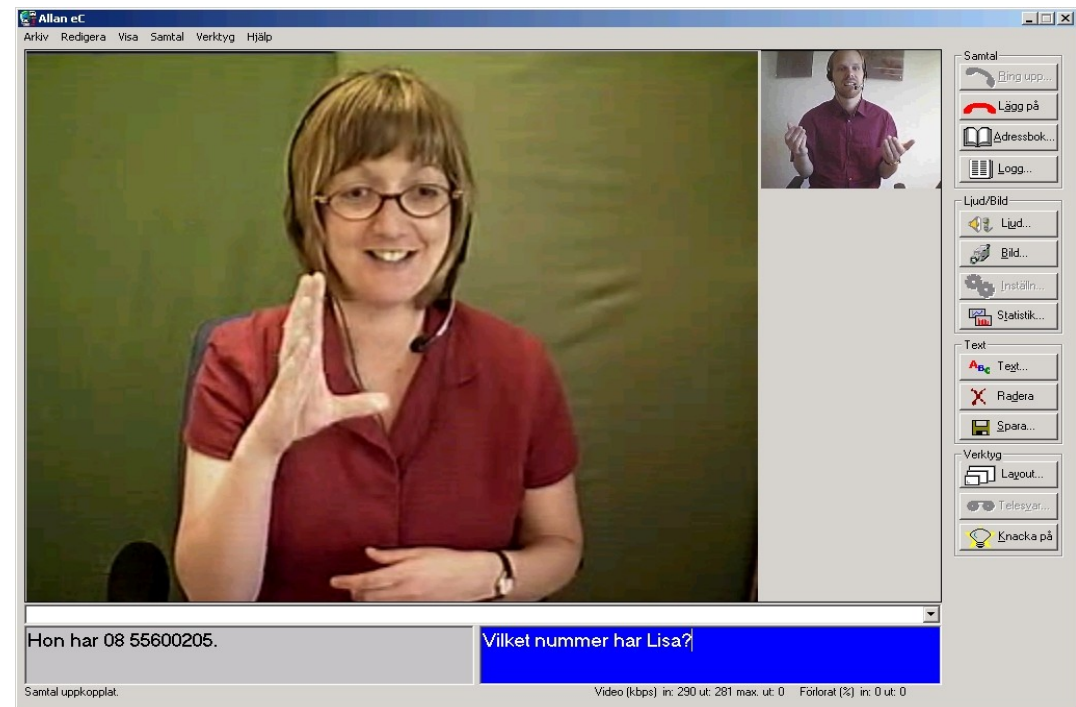 Allan eC
Arkiv Redigera Visa Samtal Verktyg Hjälp
Samtal
Ring upp...
Lägg på
Adressbok...
Logg...
Ljud/Bild
Ljud...
Bild...
Inställn...
Statistik...
Text
ABC Text...
Radera
Spara...
Verktyg
Layout...
Telesvar...
Knacka på
Hon har 08 55600205.
Vilket nummer har Lisa?
Samtal uppkopplat.
Video (kbps) in: 290 ut: 281 max. ut: 0 Förlorat (%) in: 0 ut: 0